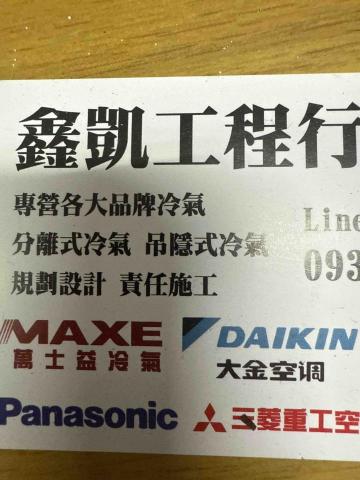 鑫凱工程行
專營各大品牌冷氣
分離式冷氣 吊隱式冷氣
規劃設計 責任施工
Line
093
MAXE
萬士益冷氣
DAIKIN
大金空调
Panasonic
三菱重工空